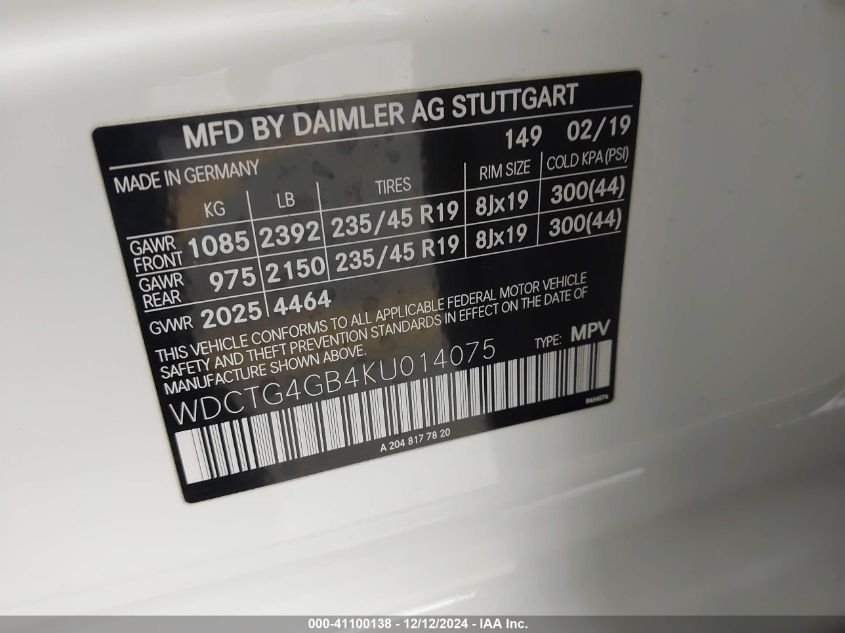 MFD BY DAIMLER AG STUTTGART
149 02/19
MADE IN GERMANY
KG LB TIRES RIM SIZE COLD KPA (PSI)
GAWR FRONT 1085 2392 235/45 R19 8Jx19 300(44)
GAWR REAR 975 2150 235/45 R19 8Jx19 300(44)
GVWR 2025 4464
THIS VEHICLE CONFORMS TO ALL APPLICABLE FEDERAL MOTOR VEHICLE
SAFETY AND THEFT PREVENTION STANDARDS IN EFFECT ON THE DATE OF
MANUFACTURE SHOWN ABOVE.
WDCTG4GB4KU014075 TYPE: MPV
A 204 817 78 20
000-41100138 - 12/12/2024 - IAA Inc.